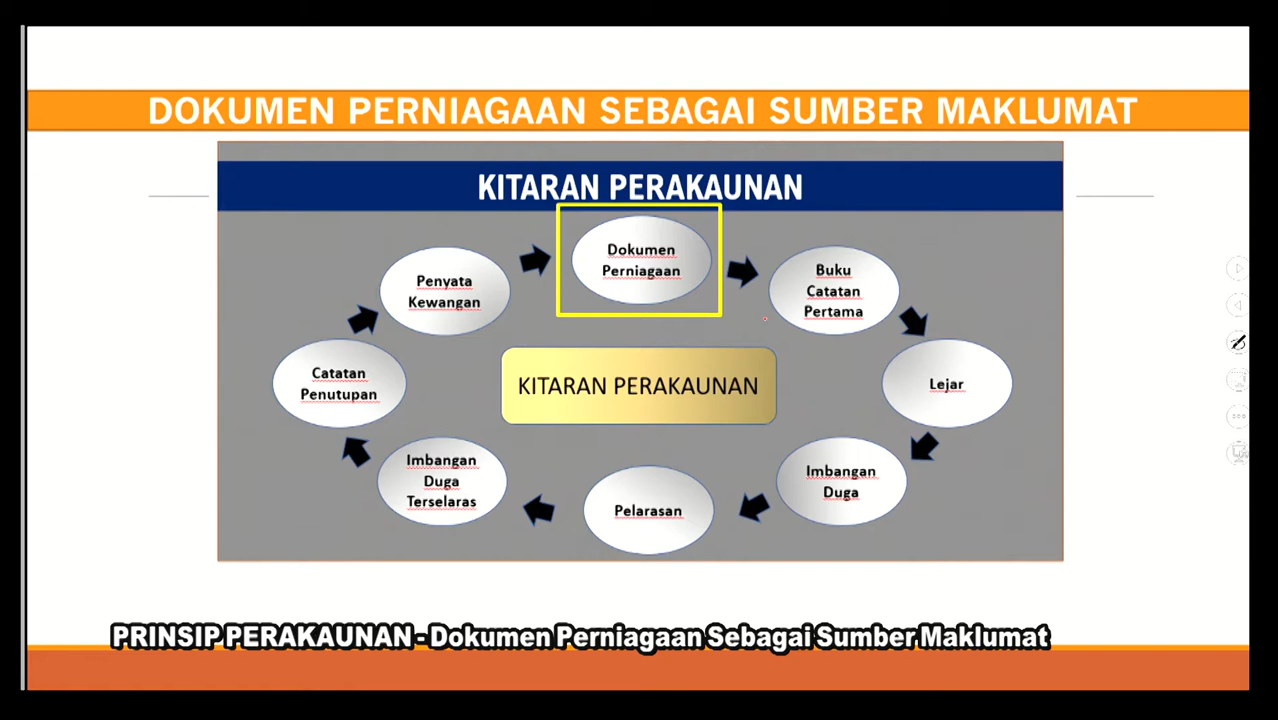 DOKUMEN PERNIAGAAN SEBAGAI SUMBER MAKLUMAT
KITARAN PERAKAUNAN
Dokumen
Perniagaan
Buku
Catatan
Pertama
Lejar
Imbangan
Duga
Pelarasan
Imbangan
Duga
Terselaras
Catatan
Penutupan
Penyata
Kewangan
KITARAN PERAKAUNAN
PRINSIP PERAKAUNAN - Dokumen Perniagaan Sebagai Sumber Maklumat